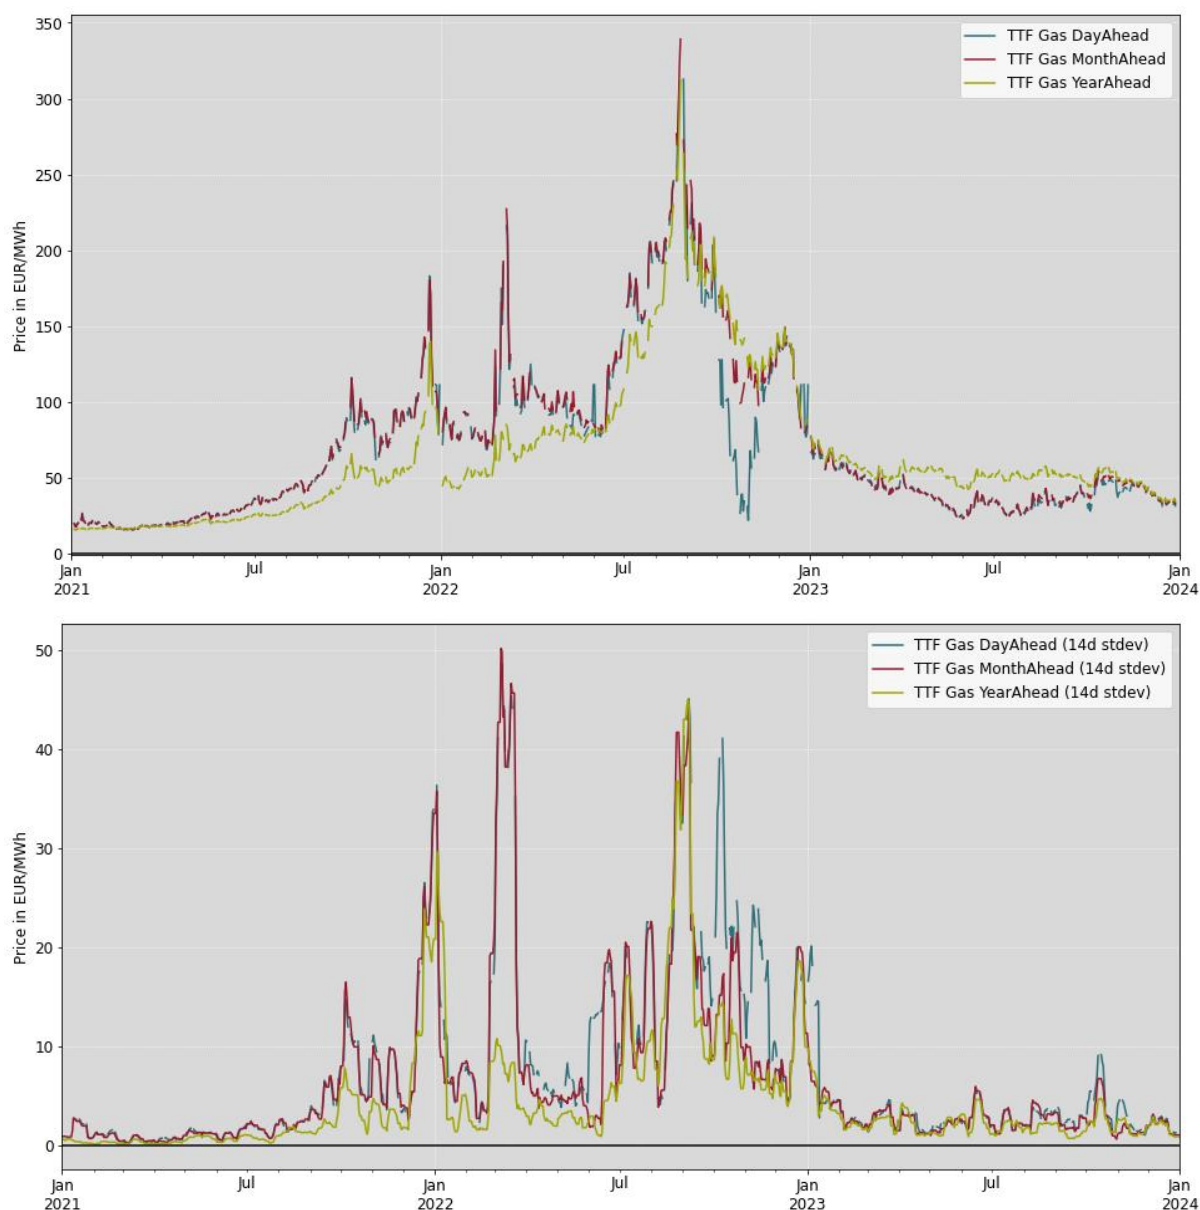 350
300
250
200
150
100
50
0
Price in EUR/MWh
TTF Gas DayAhead
TTF Gas MonthAhead
TTF Gas YearAhead
Jan Jul Jan Jul Jan Jul Jan
2021 2022 2023 2024
50
40
30
20
10
0
Price in EUR/MWh
TTF Gas DayAhead (14d stdev)
TTF Gas MonthAhead (14d stdev)
TTF Gas YearAhead (14d stdev)
Jan Jul Jan Jul Jan Jul Jan
2021 2022 2023 2024